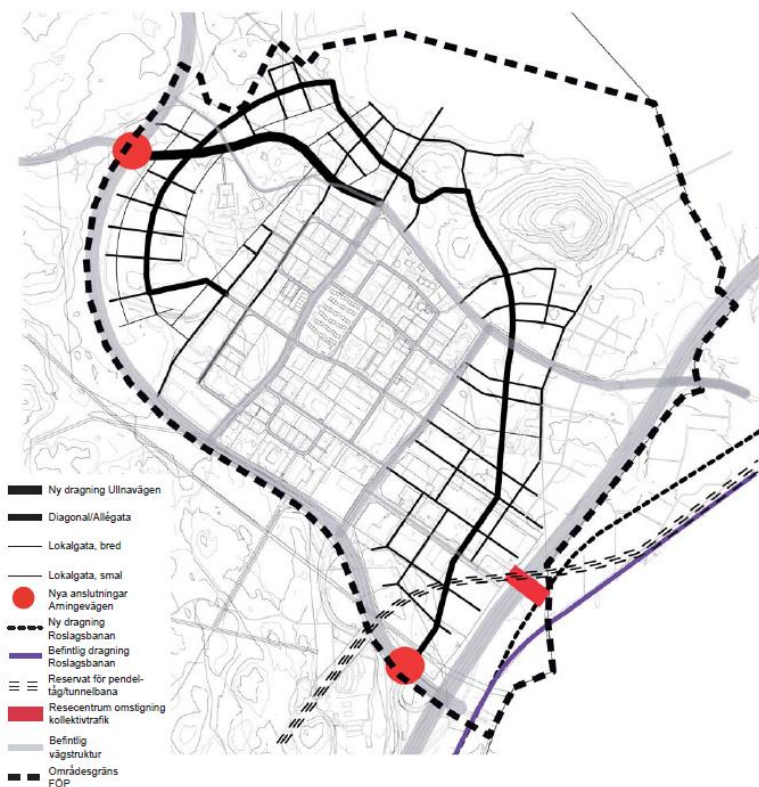 Ny dragning Ullnavägen
Diagonal/Allégata
Lokalgata, bred
Lokalgata, smal
Nya anslutningar
Arningevägen
Ny dragning
Roslagsbanan
Befintlig dragning
Roslagsbanan
Reservat för pendel-
tåg/tunnelbana
Resecentrum omstigning
kollektivtrafik
Befintlig
vägstruktur
Områdesgräns
FÖP